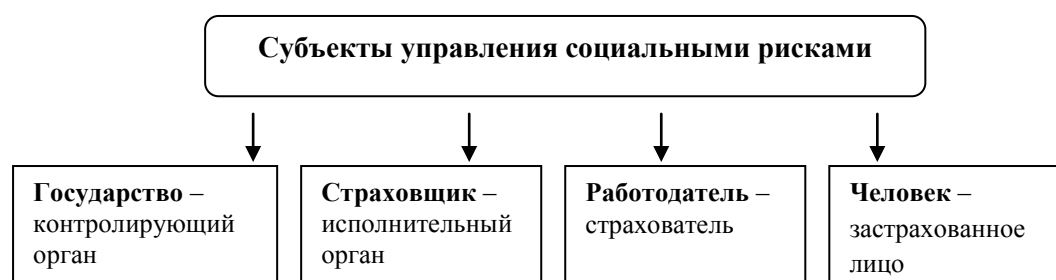 Субъекты управления социальными рисками
Государство –
контролирующий
орган
Страховщик –
исполнительный
орган
Работодатель –
страхователь
Человек –
застрахованное
лицо